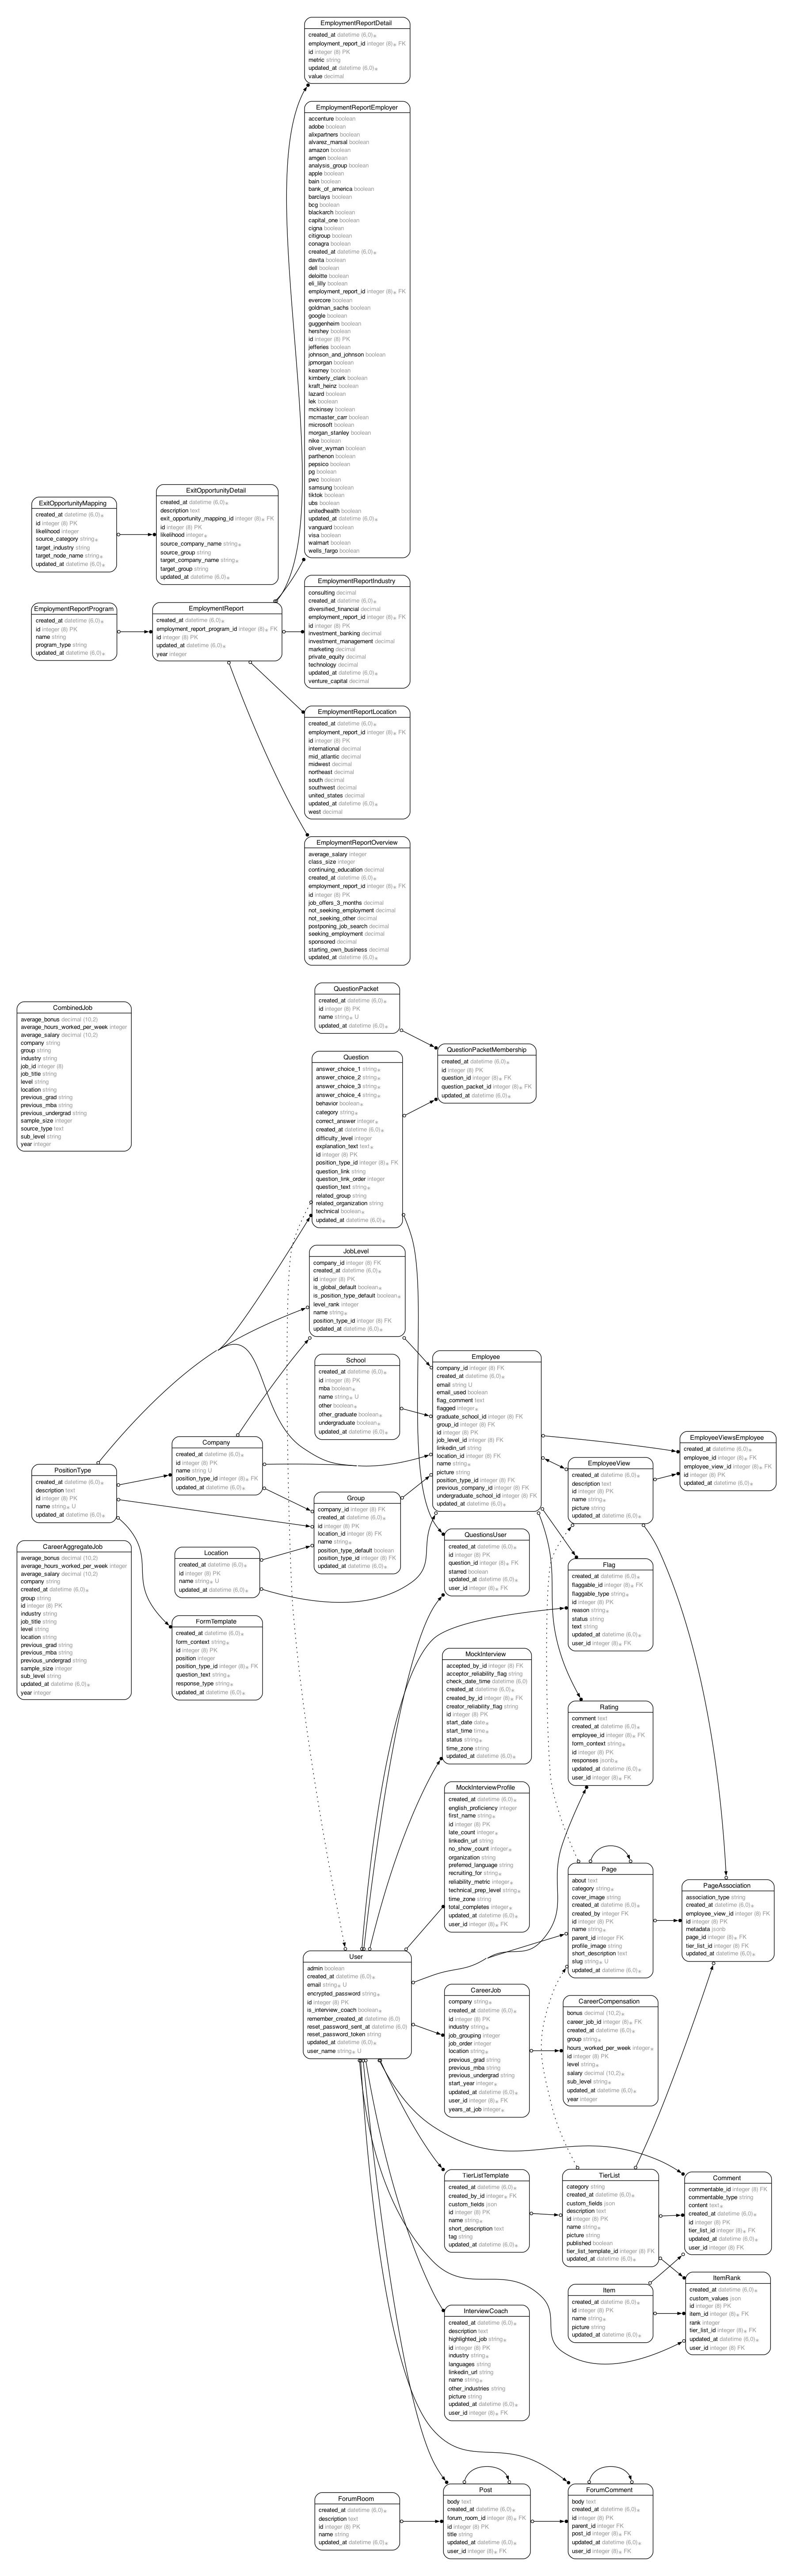 EmploymentReportDetail
created_at datetime (6,0)∗
employment_report_id integer (8)∗ FK
id integer (8) PK
metric string
updated_at datetime (6,0)∗
value decimal
EmploymentReportEmployer
accenture boolean
adobe boolean
alixpartners boolean
alvarez_marsal boolean
amazon boolean
amgen boolean
analysis_group boolean
apple boolean
bain boolean
bank_of_america boolean
barclays boolean
bcg boolean
blackarch boolean
capital_one boolean
cigna boolean
citigroup boolean
conagra boolean
created_at datetime (6,0)∗
davita boolean
dell boolean
deloitte boolean
eli_lilly boolean
employment_report_id integer (8)∗ FK
evercore boolean
goldman_sachs boolean
google boolean
guggenheim boolean
hershey boolean
id integer (8) PK
jefferies boolean
johnson_and_johnson boolean
jpmorgan boolean
kearney boolean
kimberly_clark boolean
kraft_heinz boolean
lazard boolean
lek boolean
mckinsey boolean
mcmaster_carr boolean
microsoft boolean
morgan_stanley boolean
nike boolean
oliver_wyman boolean
parthenon boolean
pepsico boolean
pg boolean
pwc boolean
samsung boolean
tiktok boolean
ubs boolean
unitedhealth boolean
updated_at datetime (6,0)∗
vanguard boolean
visa boolean
walmart boolean
wells_fargo boolean
ExitOpportunityMapping
created_at datetime (6,0)∗
id integer (8) PK
likelihood integer
source_category string∗
target_industry string
target_node_name string∗
updated_at datetime (6,0)∗
ExitOpportunityDetail
created_at datetime (6,0)∗
description text
exit_opportunity_mapping_id integer (8)∗ FK
id integer (8) PK
likelihood integer∗
source_company_name string∗
source_group string
target_company_name string∗
target_group string
updated_at datetime (6,0)∗
EmploymentReportProgram
created_at datetime (6,0)∗
id integer (8) PK
name string
program_type string
updated_at datetime (6,0)∗
EmploymentReport
created_at datetime (6,0)∗
employment_report_program_id integer (8)∗ FK
id integer (8) PK
updated_at datetime (6,0)∗
year integer
EmploymentReportIndustry
consulting decimal
created_at datetime (6,0)∗
diversified_financial decimal
employment_report_id integer (8)∗ FK
id integer (8) PK
investment_banking decimal
investment_management decimal
marketing decimal
private_equity decimal
technology decimal
updated_at datetime (6,0)∗
venture_capital decimal
EmploymentReportLocation
created_at datetime (6,0)∗
employment_report_id integer (8)∗ FK
id integer (8) PK
international decimal
mid_atlantic decimal
midwest decimal
northeast decimal
south decimal
southwest decimal
united_states decimal
updated_at datetime (6,0)∗
west decimal
EmploymentReportOverview
average_salary integer
class_size integer
continuing_education decimal
created_at datetime (6,0)∗
employment_report_id integer (8)∗ FK
id integer (8) PK
job_offers_3_months decimal
not_seeking_employment decimal
not_seeking_other decimal
postponing_job_search decimal
seeking_employment decimal
sponsored decimal
starting_own_business decimal
updated_at datetime (6,0)∗
CombinedJob
average_bonus decimal (10,2)
average_hours_worked_per_week integer
average_salary decimal (10,2)
company string
group string
industry string
job_id integer (8)
job_title string
level string
location string
previous_grad string
previous_mba string
previous_undergrad string
sample_size integer
source_type text
sub_level string
year integer
QuestionPacket
created_at datetime (6,0)∗
id integer (8) PK
name string∗ U
updated_at datetime (6,0)∗
QuestionPacketMembership
created_at datetime (6,0)∗
id integer (8) PK
question_id integer (8)∗ FK
question_packet_id integer (8)∗ FK
updated_at datetime (6,0)∗
Question
answer_choice_1 string∗
answer_choice_2 string∗
answer_choice_3 string∗
answer_choice_4 string∗
behavior boolean∗
category string∗
correct_answer integer∗
created_at datetime (6,0)∗
difficulty_level integer
explanation_text text∗
id integer (8) PK
position_type_id integer (8)∗ FK
question_link string
question_link_order integer
question_text string∗
related_group string
related_organization string
technical boolean∗
updated_at datetime (6,0)∗
JobLevel
company_id integer (8) FK
created_at datetime (6,0)∗
id integer (8) PK
is_global_default boolean∗
is_position_type_default boolean∗
level_rank integer
name string∗
position_type_id integer (8) FK
updated_at datetime (6,0)∗
School
created_at datetime (6,0)∗
id integer (8) PK
mba boolean∗
name string∗ U
other boolean∗
other_graduate boolean∗
undergraduate boolean∗
updated_at datetime (6,0)∗
Employee
company_id integer (8) FK
created_at datetime (6,0)∗
email string U
email_used boolean
flag_comment text
flagged integer∗
graduate_school_id integer (8) FK
group_id integer (8) FK
id integer (8) PK
job_level_id integer (8) FK
linkedin_url string
location_id integer (8) FK
name string∗
picture string
position_type_id integer (8) FK
previous_company_id integer (8) FK
undergraduate_school_id integer (8) FK
updated_at datetime (6,0)∗
EmployeeView
created_at datetime (6,0)∗
description text
id integer (8) PK
name string∗
picture string
updated_at datetime (6,0)∗
EmployeeViewsEmployee
created_at datetime (6,0)∗
employee_id integer (8)∗ FK
employee_view_id integer (8)∗ FK
id integer (8) PK
updated_at datetime (6,0)∗
PositionType
created_at datetime (6,0)∗
description text
id integer (8) PK
name string∗ U
updated_at datetime (6,0)∗
Company
created_at datetime (6,0)∗
id integer (8) PK
name string U
position_type_id integer (8)∗ FK
updated_at datetime (6,0)∗
Group
company_id integer (8) FK
created_at datetime (6,0)∗
id integer (8) PK
location_id integer (8) FK
name string∗
position_type_default boolean
position_type_id integer (8) FK
updated_at datetime (6,0)∗
Location
created_at datetime (6,0)∗
id integer (8) PK
name string∗ U
updated_at datetime (6,0)∗
CareerAggregateJob
average_bonus decimal (10,2)
average_hours_worked_per_week integer
average_salary decimal (10,2)
company string
created_at datetime (6,0)∗
group string
id integer (8) PK
industry string
job_title string
level string
location string
previous_grad string
previous_mba string
previous_undergrad string
sample_size integer
sub_level string
updated_at datetime (6,0)∗
year integer
FormTemplate
created_at datetime (6,0)∗
form_context string∗
id integer (8) PK
position integer
position_type_id integer (8)∗ FK
question_text string∗
response_type string∗
updated_at datetime (6,0)∗
QuestionsUser
created_at datetime (6,0)∗
id integer (8) PK
question_id integer (8)∗ FK
starred boolean
updated_at datetime (6,0)∗
user_id integer (8)∗ FK
Flag
created_at datetime (6,0)∗
flaggable_id integer (8)∗ FK
flaggable_type string∗
id integer (8) PK
reason string∗
status string
text string
updated_at datetime (6,0)∗
user_id integer (8)∗ FK
MockInterview
accepted_by_id integer (8) FK
acceptor_reliability_flag string
check_date_time datetime (6,0)
created_at datetime (6,0)∗
created_by_id integer (8)∗ FK
creator_reliability_flag string
id integer (8) PK
start_date date∗
start_time time∗
status string∗
time_zone string
updated_at datetime (6,0)∗
Rating
comment text
created_at datetime (6,0)∗
employee_id integer (8)∗ FK
form_context string∗
id integer (8) PK
responses jsonb∗
updated_at datetime (6,0)∗
user_id integer (8)∗ FK
MockInterviewProfile
created_at datetime (6,0)∗
english_proficiency integer
first_name string∗
id integer (8) PK
late_count integer∗
linkedin_url string
no_show_count integer∗
organization string
preferred_language string
recruiting_for string∗
reliability_metric integer∗
technical_prep_level string∗
time_zone string
total_completes integer∗
updated_at datetime (6,0)∗
user_id integer (8)∗ FK
Page
about text
category string∗
cover_image string
created_at datetime (6,0)∗
created_by integer FK
id integer (8) PK
name string∗
parent_id integer FK
profile_image string
short_description text
slug string∗ U
updated_at datetime (6,0)∗
PageAssociation
association_type string
created_at datetime (6,0)∗
employee_view_id integer (8) FK
id integer (8) PK
metadata jsonb
page_id integer (8)∗ FK
tier_list_id integer (8) FK
updated_at datetime (6,0)∗
User
admin boolean
created_at datetime (6,0)∗
email string∗ U
encrypted_password string∗
id integer (8) PK
is_interview_coach boolean∗
remember_created_at datetime (6,0)
reset_password_sent_at datetime (6,0)
reset_password_token string
updated_at datetime (6,0)∗
user_name string∗ U
CareerJob
company string∗
created_at datetime (6,0)∗
id integer (8) PK
industry string∗
job_grouping integer
job_order integer
location string∗
previous_grad string
previous_mba string
previous_undergrad string
start_year integer∗
updated_at datetime (6,0)∗
user_id integer (8)∗ FK
years_at_job integer∗
CareerCompensation
bonus decimal (10,2)∗
career_job_id integer (8)∗ FK
created_at datetime (6,0)∗
group string∗
hours_worked_per_week integer∗
id integer (8) PK
level string∗
salary decimal (10,2)∗
sub_level string∗
updated_at datetime (6,0)∗
year integer
TierListTemplate
created_at datetime (6,0)∗
created_by_id integer∗ FK
custom_fields json
id integer (8) PK
name string∗
short_description text
tag string
updated_at datetime (6,0)∗
TierList
category string
created_at datetime (6,0)∗
custom_fields json
description text
id integer (8) PK
name string∗
picture string
published boolean
tier_list_template_id integer (8) FK
updated_at datetime (6,0)∗
Comment
commentable_id integer (8) FK
commentable_type string
content text∗
created_at datetime (6,0)∗
id integer (8) PK
tier_list_id integer (8)∗ FK
updated_at datetime (6,0)∗
user_id integer (8) FK
Item
created_at datetime (6,0)∗
id integer (8) PK
name string∗
picture string
updated_at datetime (6,0)∗
ItemRank
created_at datetime (6,0)∗
custom_values json
id integer (8) PK
item_id integer (8)∗ FK
rank integer
tier_list_id integer (8)∗ FK
updated_at datetime (6,0)∗
user_id integer (8) FK
InterviewCoach
created_at datetime (6,0)∗
description text
highlighted_job string∗
id integer (8) PK
industry string∗
languages string
linkedin_url string
name string∗
other_industries string
picture string
updated_at datetime (6,0)∗
user_id integer (8)∗ FK
ForumRoom
created_at datetime (6,0)∗
description text
id integer (8) PK
name string
updated_at datetime (6,0)∗
Post
body text
created_at datetime (6,0)∗
forum_room_id integer (8)∗ FK
id integer (8) PK
title string
updated_at datetime (6,0)∗
user_id integer (8)∗ FK
ForumComment
body text
created_at datetime (6,0)∗
id integer (8) PK
parent_id integer FK
post_id integer (8)∗ FK
updated_at datetime (6,0)∗
user_id integer (8)∗ FK